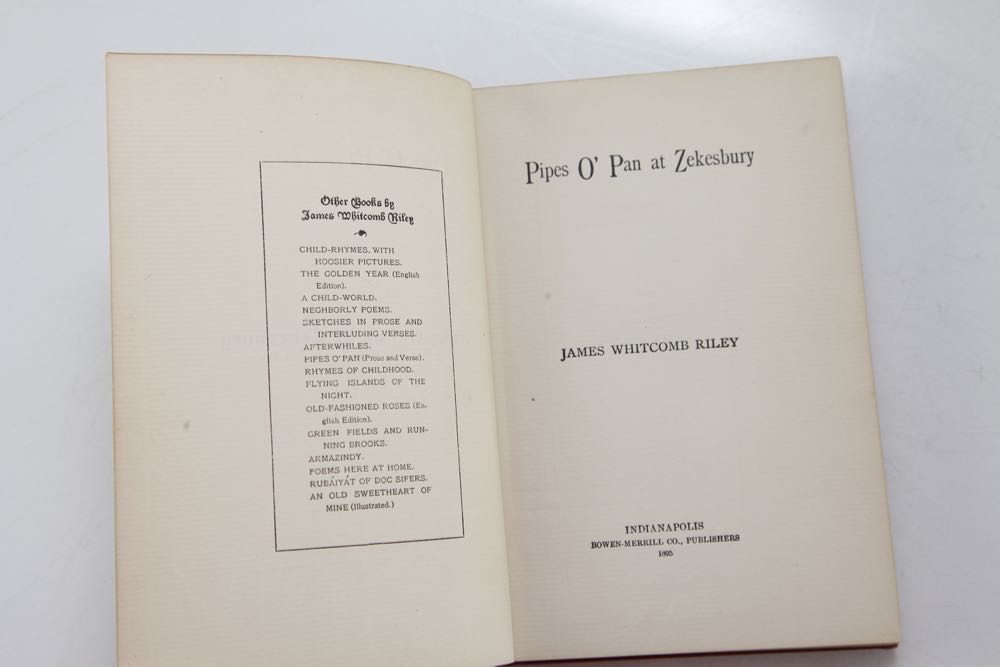 Other Books by
James Whitcomb Riley
CHILD-RHYMES, WITH
HOOSIER PICTURES.
THE GOLDEN YEAR (English
Edition).
A CHILD-WORLD.
NEGHBORLY POEMS.
SKETCHES IN PROSE AND
INTERLUDING VERSES.
AFTERWHILES.
PIPES O' PAN (Prose and Verse).
RHYMES OF CHILDHOOD.
FLYING ISLANDS OF THE
NIGHT.
OLD-FASHIONED ROSES (En-
glish Edition).
GREEN FIELDS AND RUN-
NING BROOKS.
ARMAZINDY.
POEMS HERE AT HOME.
RUBÁIYÁT OF DOC SIFERS.
AN OLD SWEETHEART OF
MINE (Illustrated.)
Pipes O' Pan at Zekesbury
JAMES WHITCOMB RILEY
INDIANAPOLIS
BOWEN-MERRILL CO., PUBLISHERS
1895